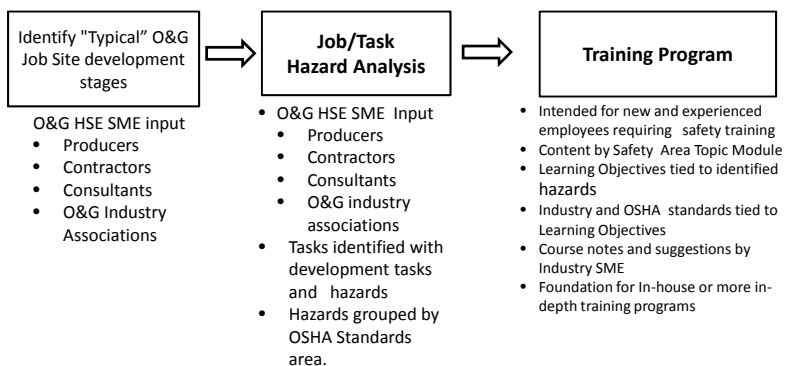 Identify "Typical” O&G
Job Site development
stages
O&G HSE SME input
• Producers
• Contractors
• Consultants
• O&G Industry
Associations
Job/Task
Hazard Analysis
• O&G HSE SME Input
• Producers
• Contractors
• Consultants
• O&G industry
associations
• Tasks identified with
development tasks
and hazards
• Hazards grouped by
OSHA Standards
area.
Training Program
• Intended for new and experienced
employees requiring safety training
• Content by Safety Area Topic Module
• Learning Objectives tied to identified
hazards
• Industry and OSHA standards tied to
Learning Objectives
• Course notes and suggestions by
Industry SME
• Foundation for In-house or more in-
depth training programs